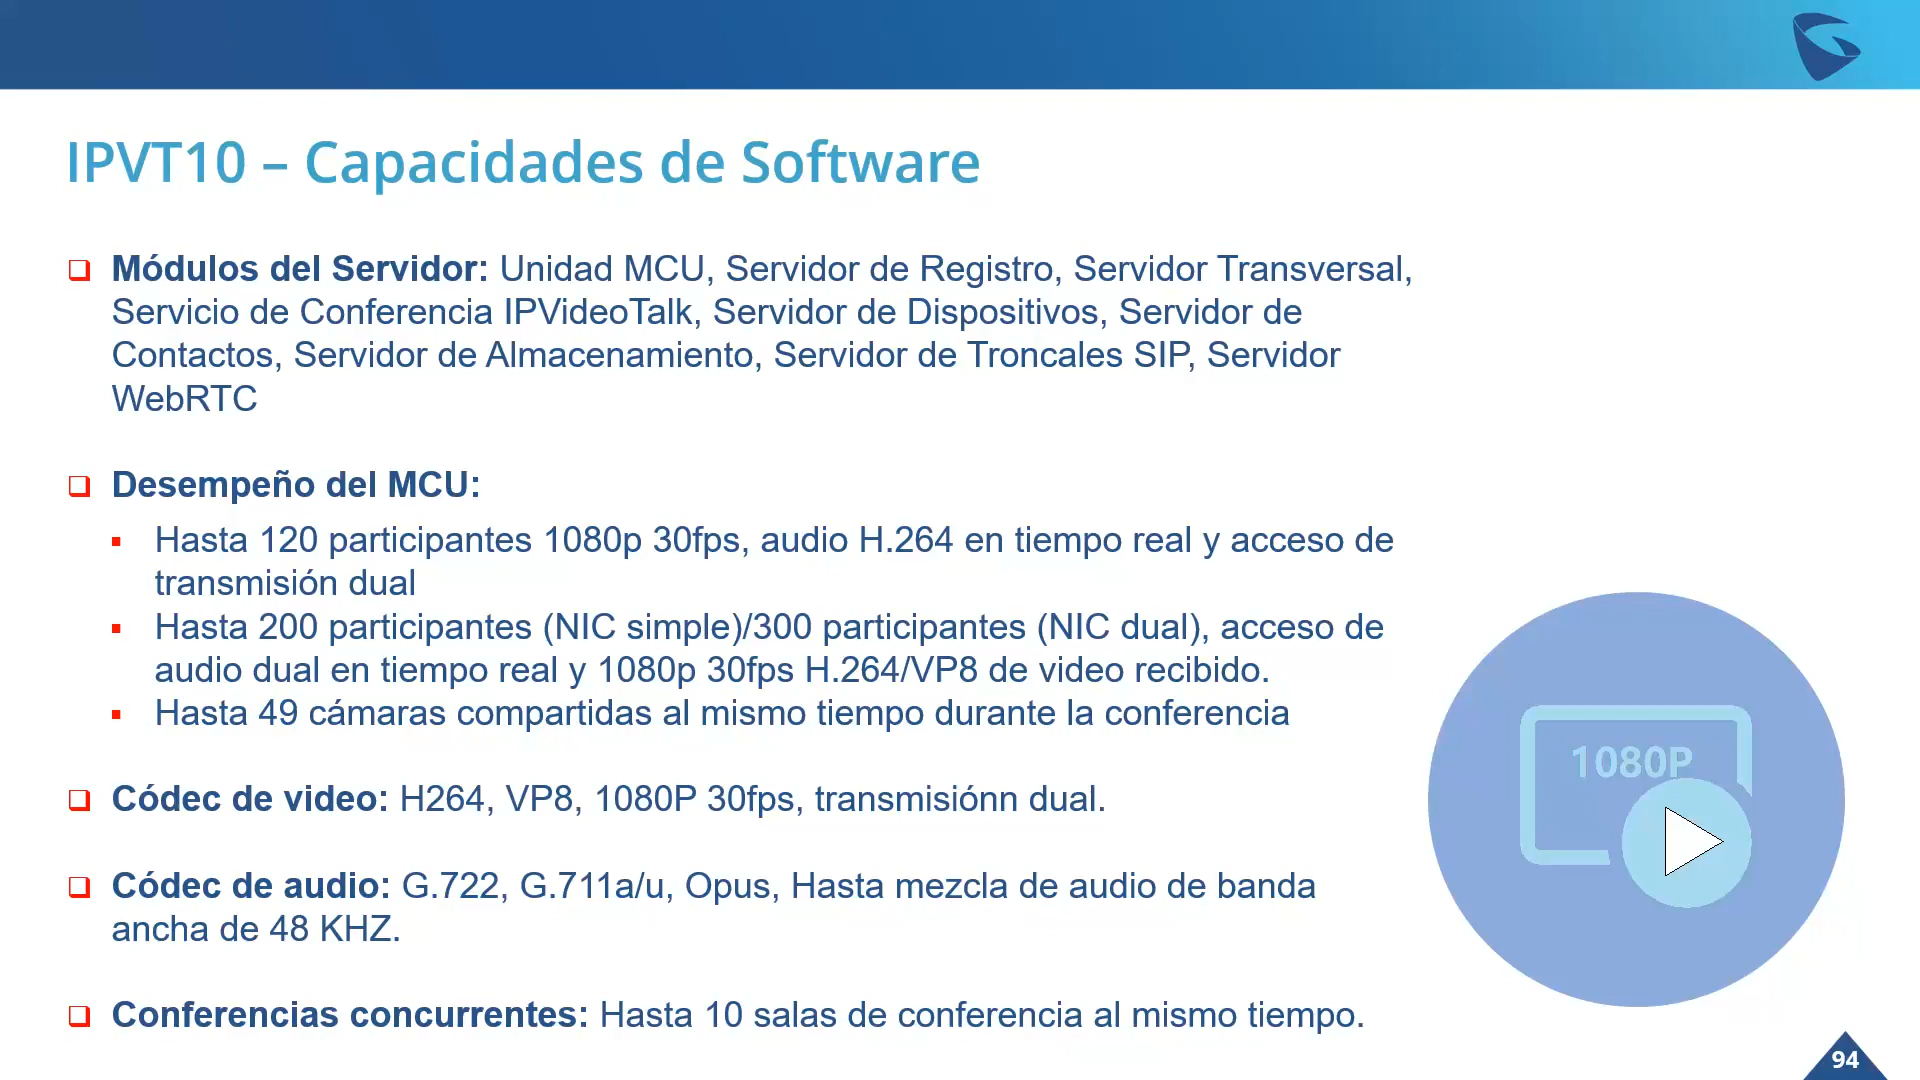 IPVT10 – Capacidades de Software
Módulos del Servidor: Unidad MCU, Servidor de Registro, Servidor Transversal,
Servicio de Conferencia IPVideoTalk, Servidor de Dispositivos, Servidor de
Contactos, Servidor de Almacenamiento, Servidor de Troncales SIP, Servidor
WebRTC
Desempeño del MCU:
Hasta 120 participantes 1080p 30fps, audio H.264 en tiempo real y acceso de
transmisión dual
Hasta 200 participantes (NIC simple)/300 participantes (NIC dual), acceso de
audio dual en tiempo real y 1080p 30fps H.264/VP8 de video recibido.
Hasta 49 cámaras compartidas al mismo tiempo durante la conferencia
Códec de video: H264, VP8, 1080P 30fps, transmisiónn dual.
Códec de audio: G.722, G.711a/u, Opus, Hasta mezcla de audio de banda
ancha de 48 KHZ.
Conferencias concurrentes: Hasta 10 salas de conferencia al mismo tiempo.
1080P
94